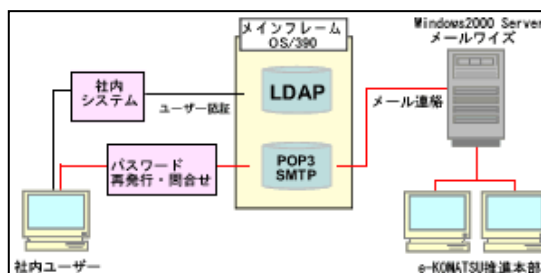 メインフレーム
OS/390
Windows2000 Server
メールワイズ
社内
システム
ユーザー認証
LDAP
メール連絡
パスワード
再発行・問合せ
POP3
SMTP
社内ユーザー
e-KOMATSU推進本部